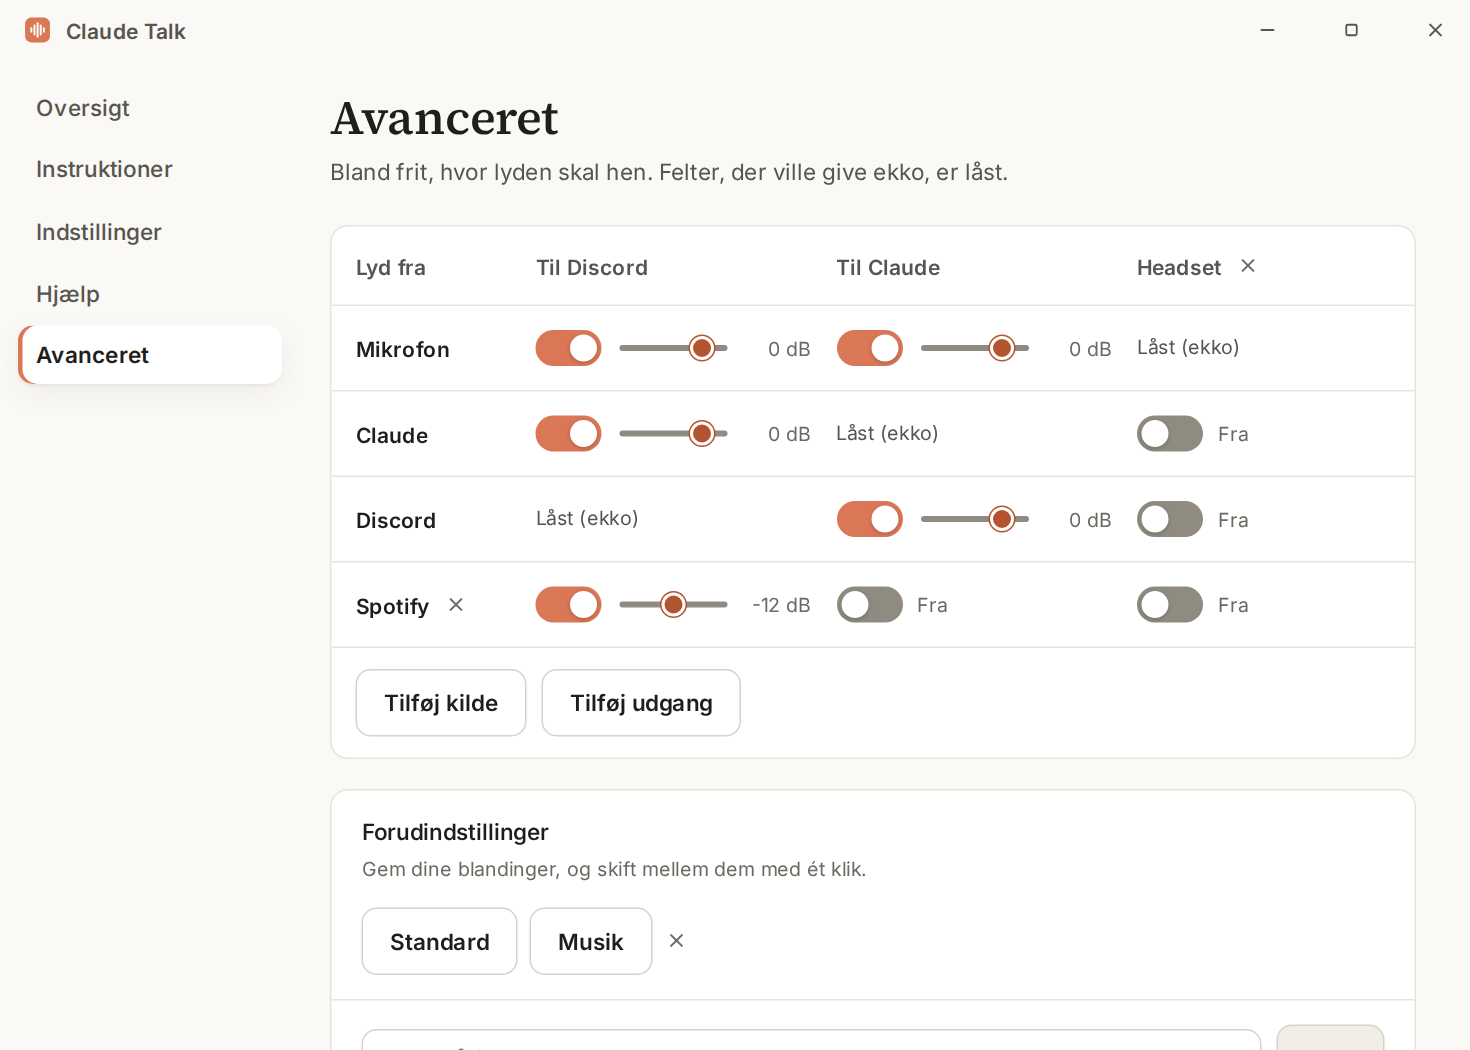 Claude Talk
Oversigt
Instruktioner
Indstillinger
Hjælp
Avanceret
Avanceret
Bland frit, hvor lyden skal hen. Felter, der ville give ekko, er låst.
Lyd fra Til Discord Til Claude Headset
Mikrofon 0 dB 0 dB Låst (ekko)
Claude 0 dB Låst (ekko) Fra
Discord Låst (ekko) 0 dB Fra
Spotify -12 dB Fra Fra
Tilføj kilde Tilføj udgang
Forudindstillinger
Gem dine blandinger, og skift mellem dem med ét klik.
Standard Musik